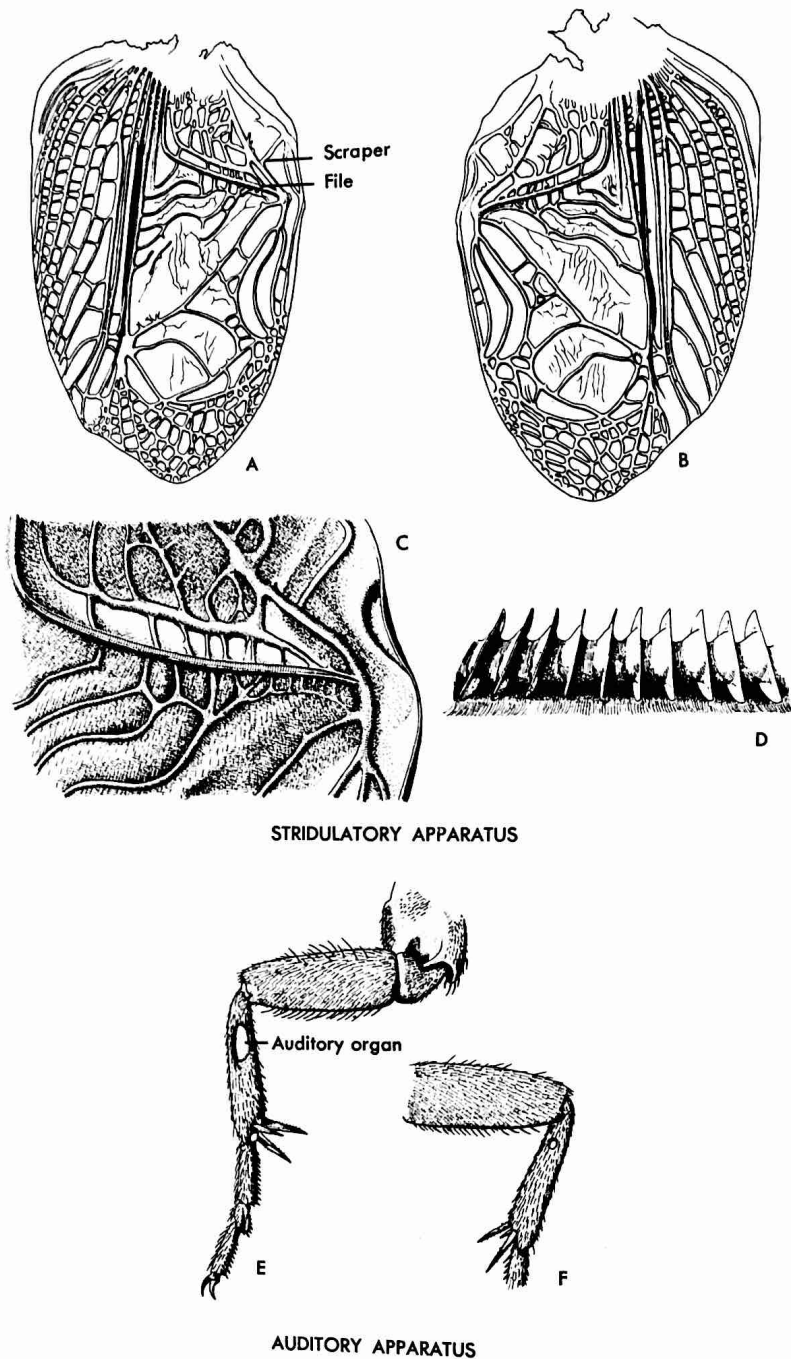 Scraper
File
A
B
C
D
STRIDULATORY APPARATUS
Auditory organ
E
F
AUDITORY APPARATUS